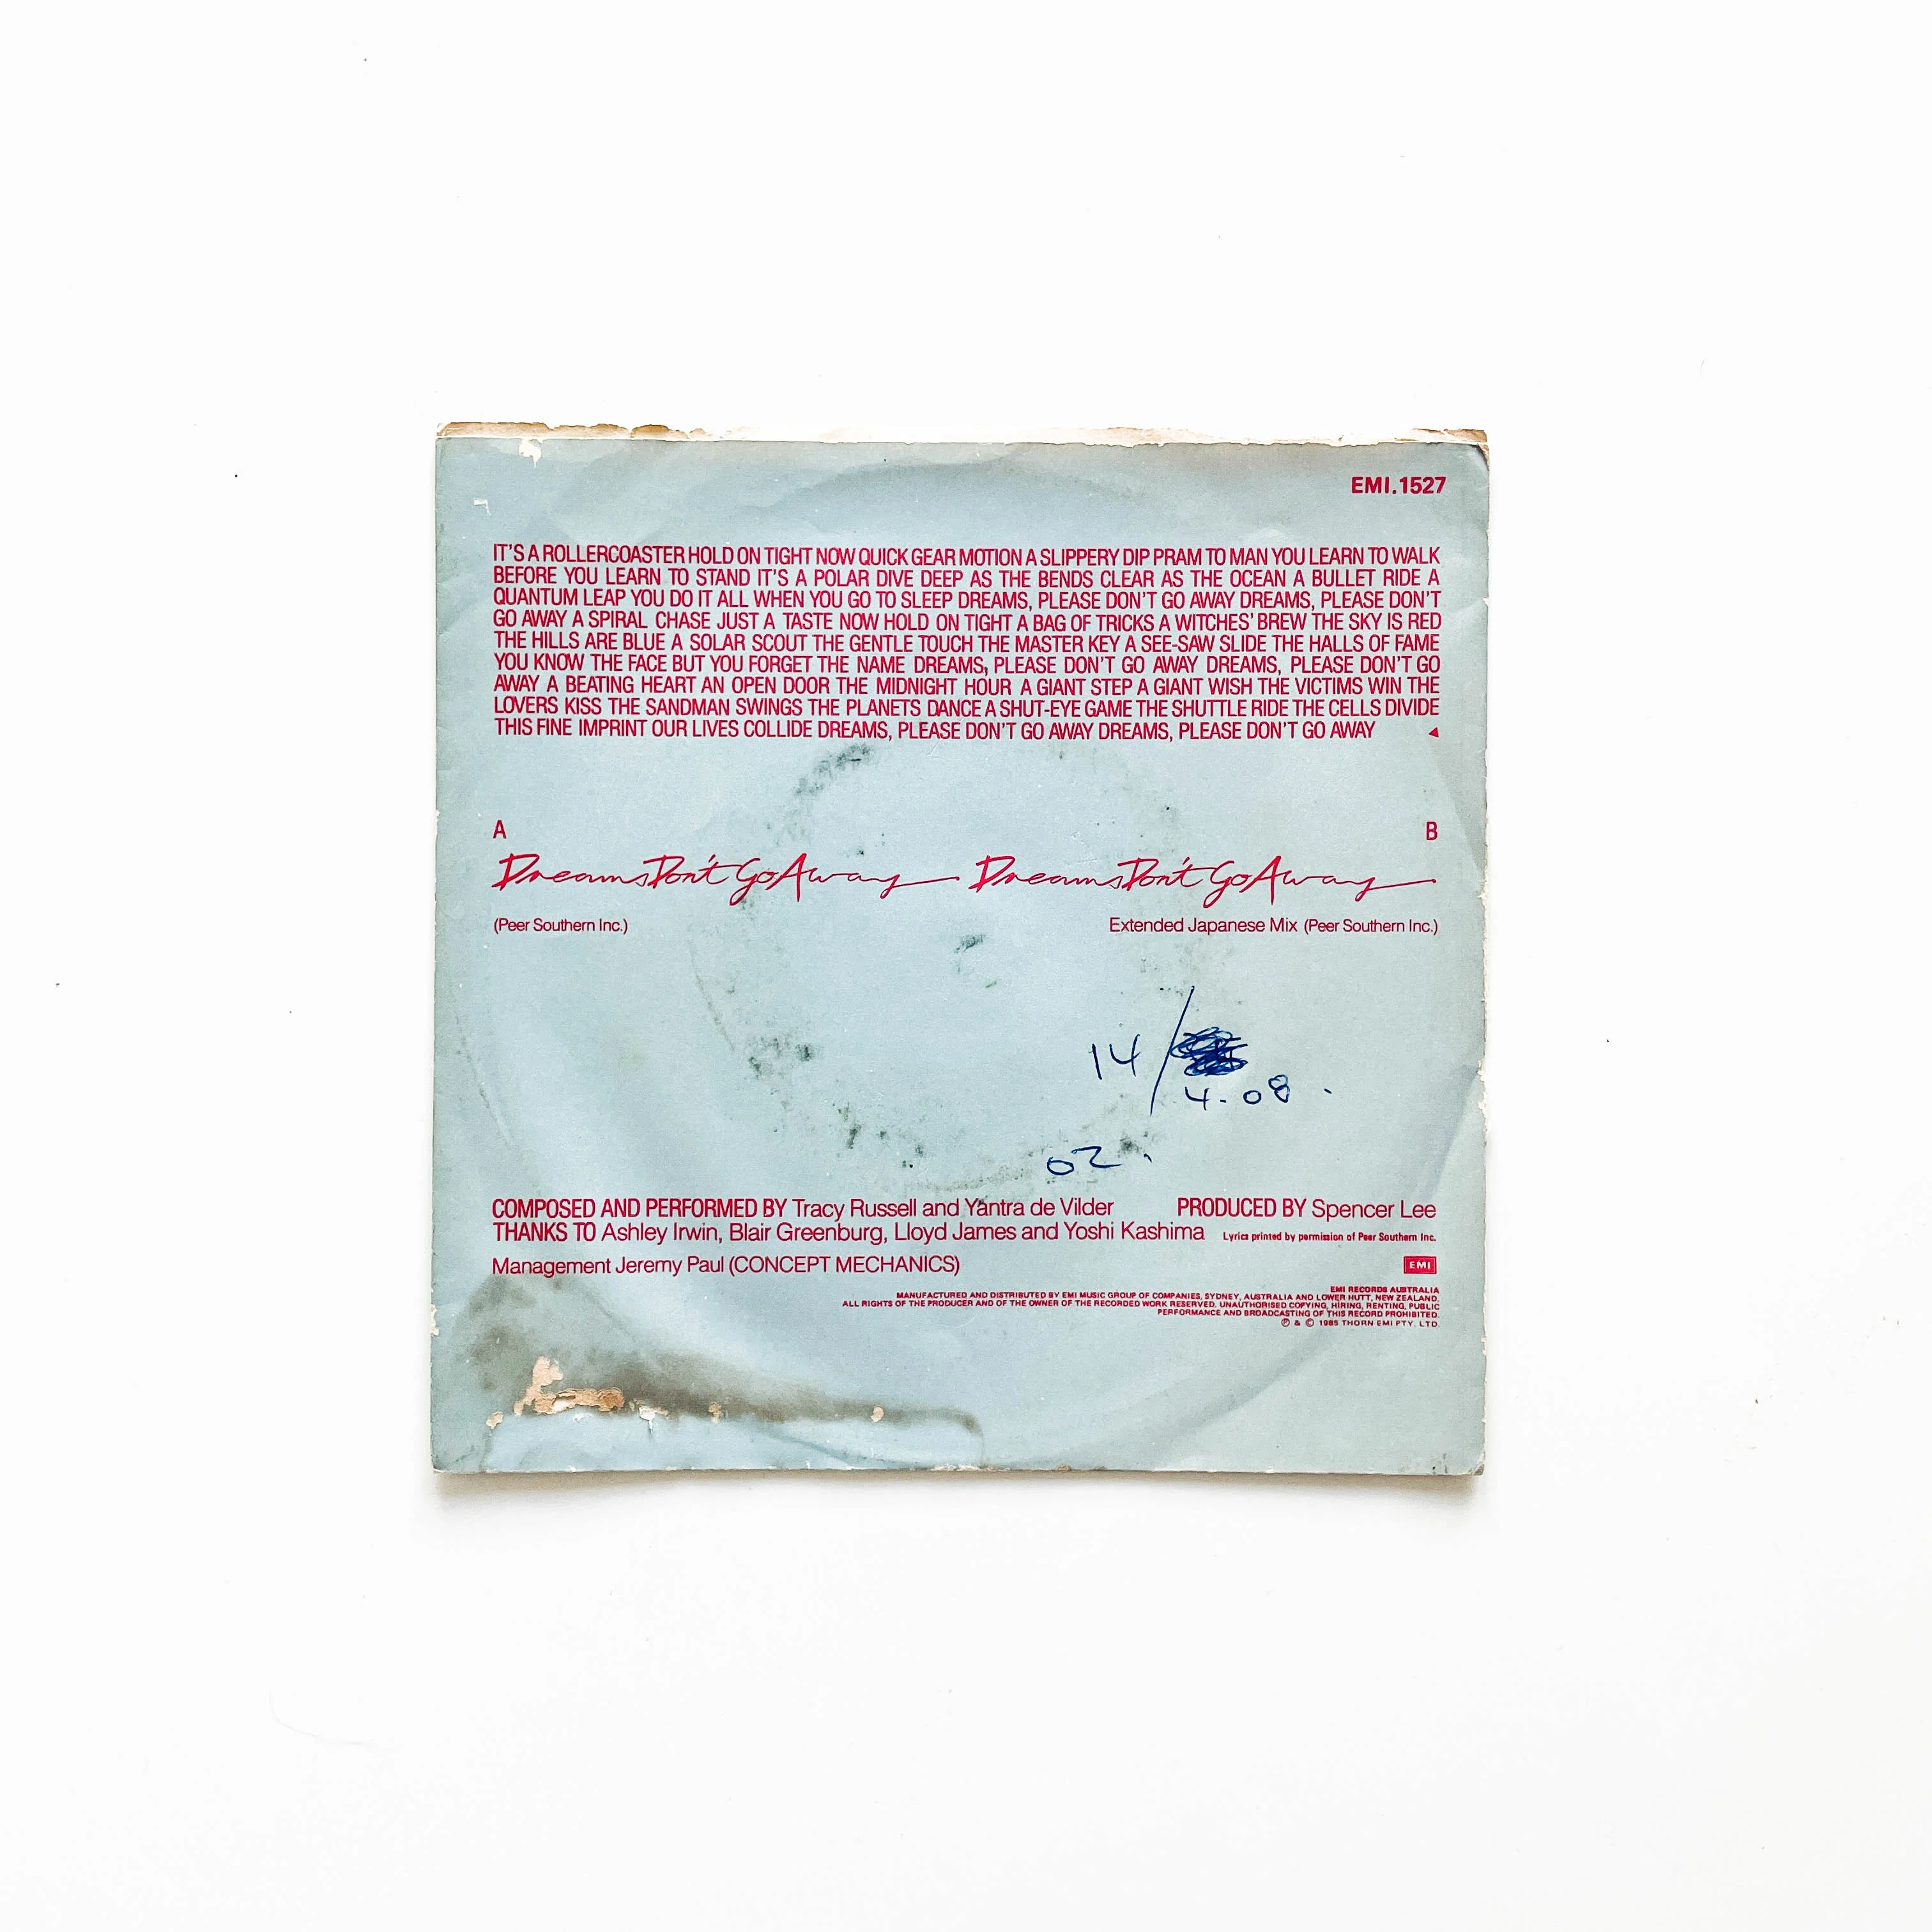 EMI.1527
IT'S A ROLLERCOASTER HOLD ON TIGHT NOW QUICK GEAR MOTION A SLIPPERY DIP PRAM TO MAN YOU LEARN TO WALK
BEFORE YOU LEARN TO STAND IT'S A POLAR DIVE DEEP AS THE BENDS CLEAR AS THE OCEAN A BULLET RIDE A
QUANTUM LEAP YOU DO IT ALL WHEN YOU GO TO SLEEP DREAMS, PLEASE DON'T GO AWAY DREAMS, PLEASE DON'T
GO AWAY A SPIRAL CHASE JUST A TASTE NOW HOLD ON TIGHT A BAG OF TRICKS A WITCHES' BREW THE SKY IS RED
THE HILLS ARE BLUE A SOLAR SCOUT THE GENTLE TOUCH THE MASTER KEY A SEE-SAW SLIDE THE HALLS OF FAME
YOU KNOW THE FACE BUT YOU FORGET THE NAME DREAMS, PLEASE DON'T GO AWAY DREAMS, PLEASE DON'T GO
AWAY A BEATING HEART AN OPEN DOOR THE MIDNIGHT HOUR A GIANT STEP A GIANT WISH THE VICTIMS WIN THE
LOVERS KISS THE SANDMAN SWINGS THE PLANETS DANCE A SHUT-EYE GAME THE SHUTTLE RIDE THE CELLS DIVIDE
THIS FINE IMPRINT OUR LIVES COLLIDE DREAMS, PLEASE DON'T GO AWAY DREAMS, PLEASE DON'T GO AWAY
A B
Dreams Don't Go Away Dreams Don't Go Away
(Peer Southern Inc.) Extended Japanese Mix (Peer Southern Inc.)
14/
4.08.
02.
COMPOSED AND PERFORMED BY Tracy Russell and Yantra de Vilder PRODUCED BY Spencer Lee
THANKS TO Ashley Irwin, Blair Greenburg, Lloyd James and Yoshi Kashima Lyrics printed by permission of Peer Southern Inc.
Management Jeremy Paul (CONCEPT MECHANICS) EMI
EMI RECORDS AUSTRALIA
MANUFACTURED AND DISTRIBUTED BY EMI MUSIC GROUP OF COMPANIES, SYDNEY, AUSTRALIA AND LOWER HUTT, NEW ZEALAND.
ALL RIGHTS OF THE PRODUCER AND OF THE OWNER OF THE RECORDED WORK RESERVED. UNAUTHORISED COPYING, HIRING, RENTING, PUBLIC
PERFORMANCE AND BROADCASTING OF THIS RECORD PROHIBITED.
℗ & © 1985 THORN EMI PTY. LTD.